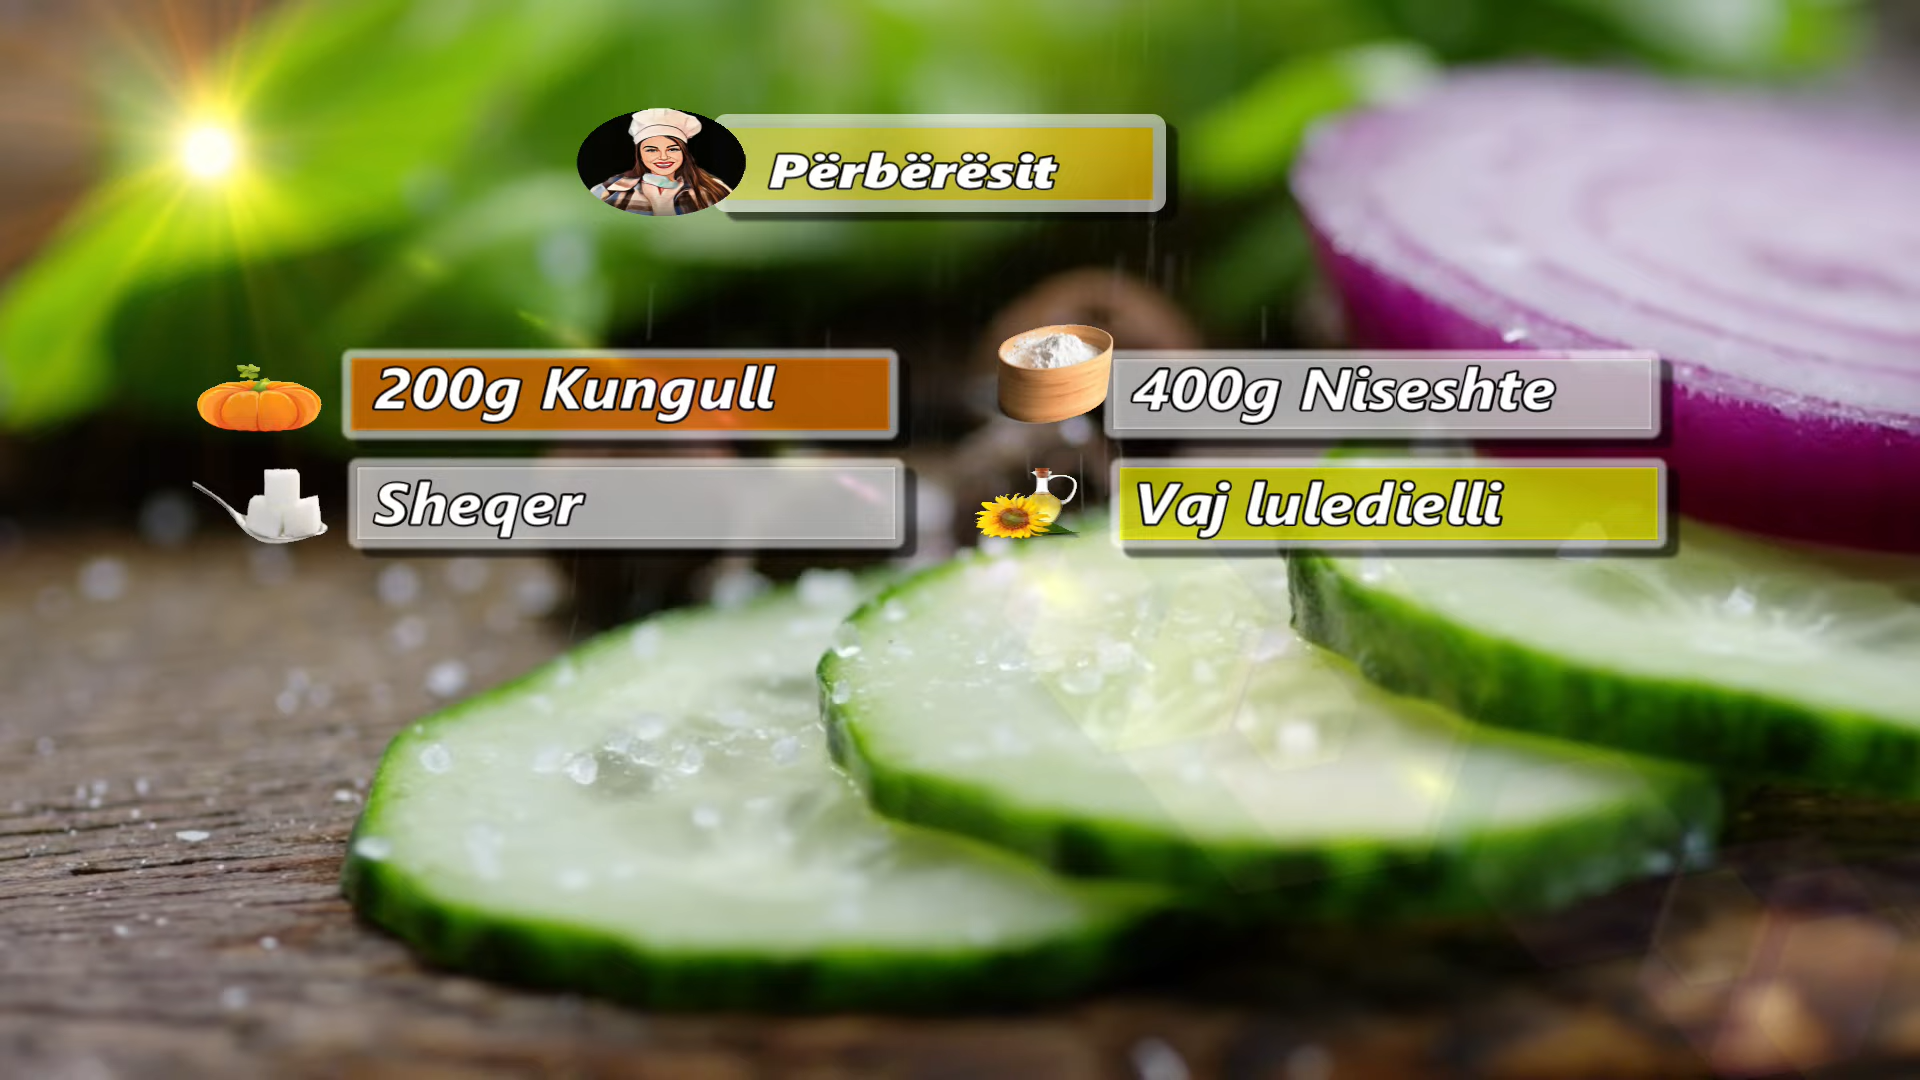 Përbërësit
200g Kungull
400g Niseshte
Sheqer
Vaj luledielli